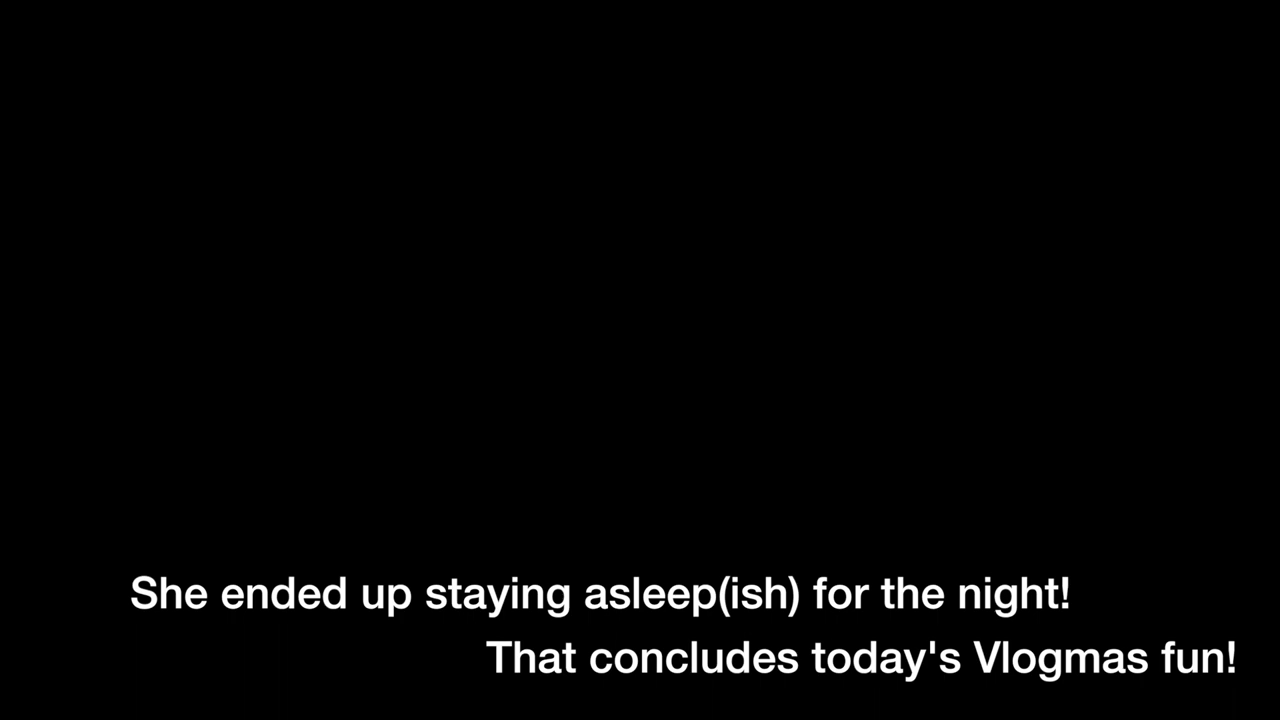 She ended up staying asleep(ish) for the night!
That concludes today's Vlogmas fun!